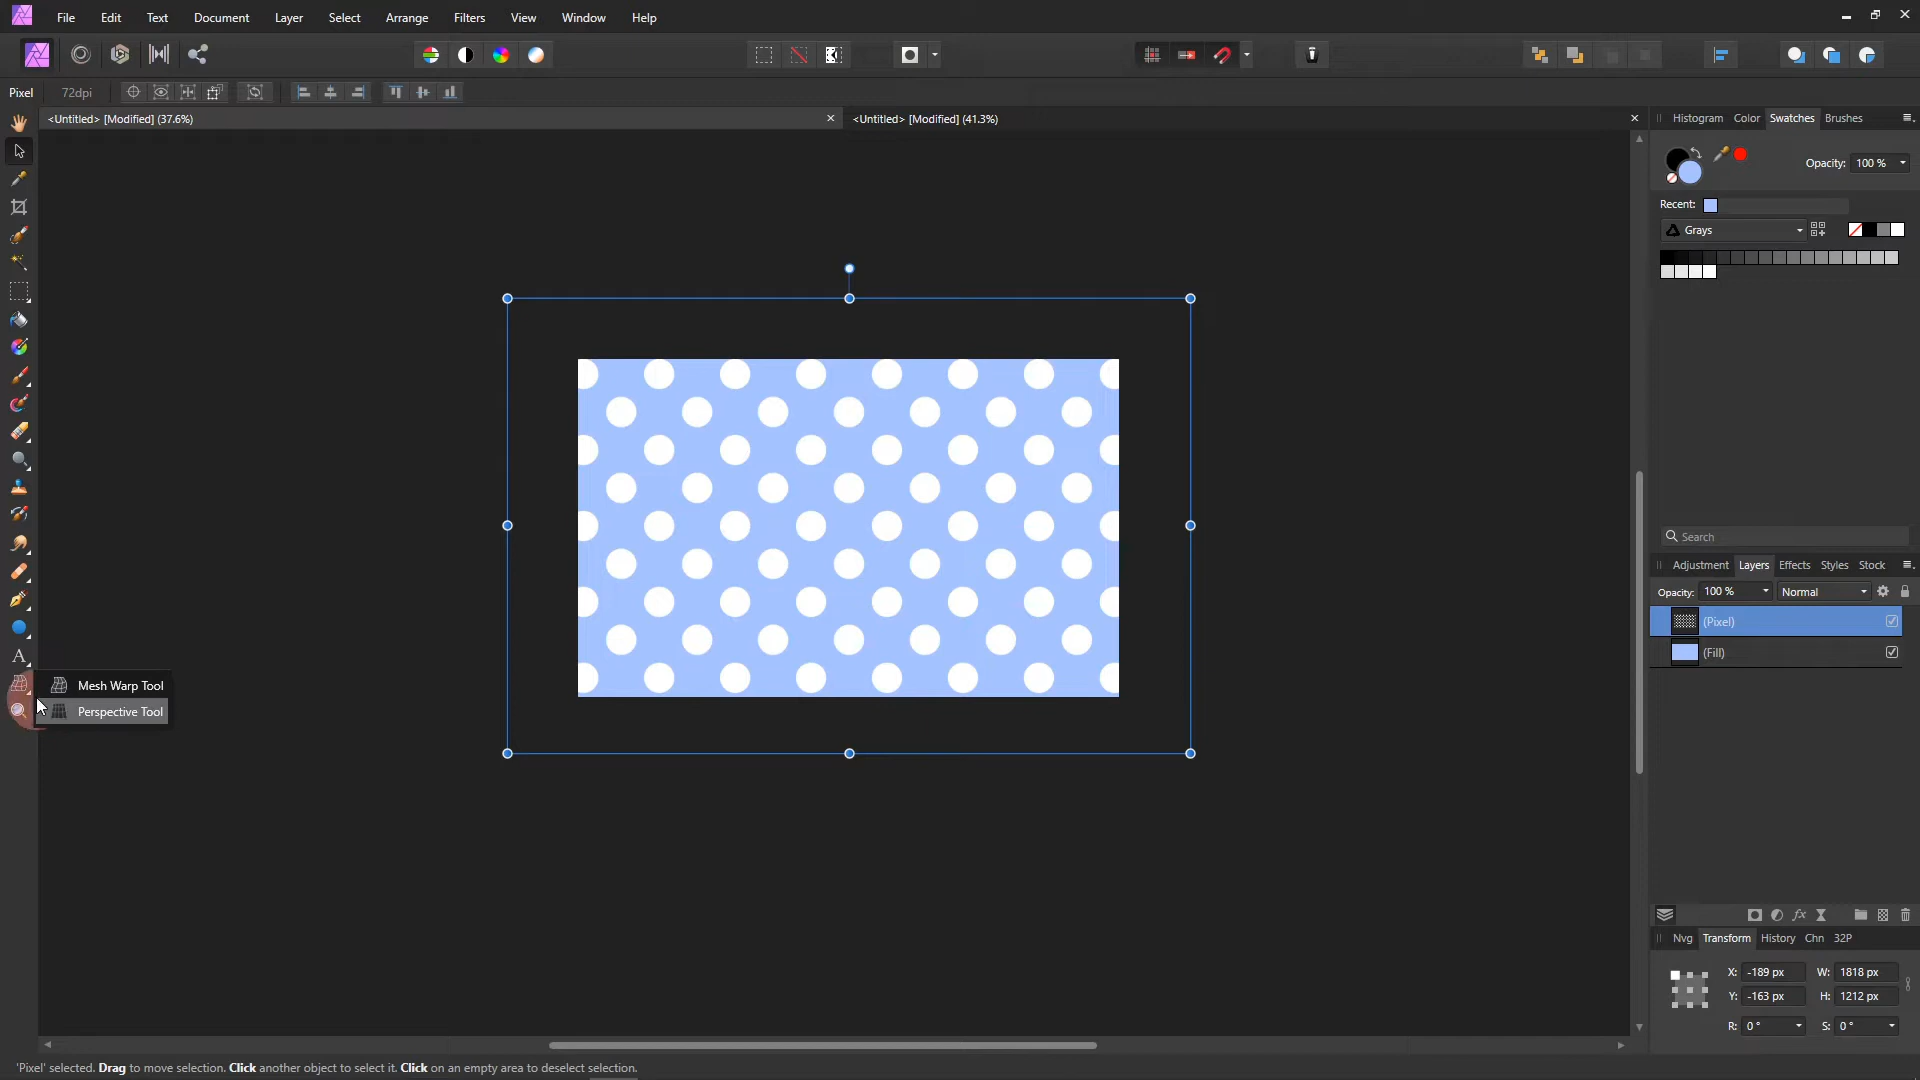 File Edit Text Document Layer Select Arrange Filters View Window Help
Pixel 72dpi
<Untitled> [Modified] (37.6%)
<Untitled> [Modified] (41.3%)
Histogram Color Swatches Brushes
Opacity: 100 %
Recent:
Grays
Search
Adjustment Layers Effects Styles Stock
Opacity: 100 % Normal
(Pixel)
(Fill)
A
Mesh Warp Tool
Perspective Tool
fx
Nvg Transform History Chn 32P
X: -189 px W: 1818 px
Y: -163 px H: 1212 px
R: 0 ° S: 0 °
'Pixel' selected. Drag to move selection. Click another object to select it. Click on an empty area to deselect selection.